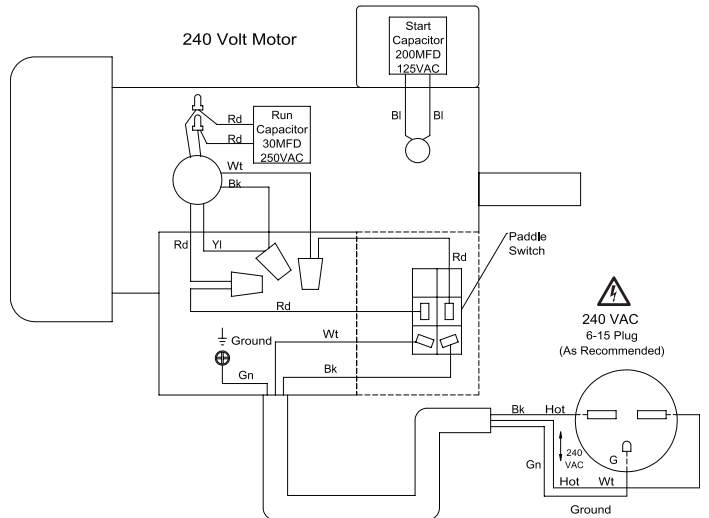 240 Volt Motor
Start
Capacitor
200MFD
125VAC
Rd
Rd
Run
Capacitor
30MFD
250VAC
Bl
Bl
Wt
Bk
Rd
Yl
Paddle
Switch
Rd
Rd
240 VAC
6-15 Plug
(As Recommended)
Ground
Wt
Gn
Bk
Bk
Hot
240
VAC
G
Gn
Hot
Wt
Ground